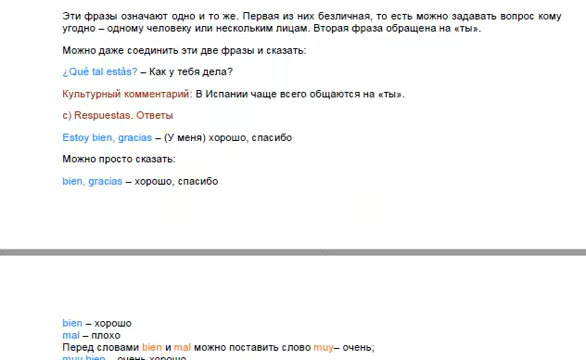 Эти фразы означают одно и то же. Первая из них безличная, то есть можно задавать вопрос кому
угодно – одному человеку или нескольким лицам. Вторая фраза обращена на «ты».
Можно даже соединить эти две фразы и сказать:
¿Qué tal estás? – Как у тебя дела?
Культурный комментарий: В Испании чаще всего общаются на «ты».
c) Respuestas. Ответы
Estoy bien, gracias – (У меня) хорошо, спасибо
Можно просто сказать:
bien, gracias – хорошо, спасибо
bien – хорошо
mal – плохо
Перед словами bien и mal можно поставить слово muy– очень;
muy bien – очень хорошо